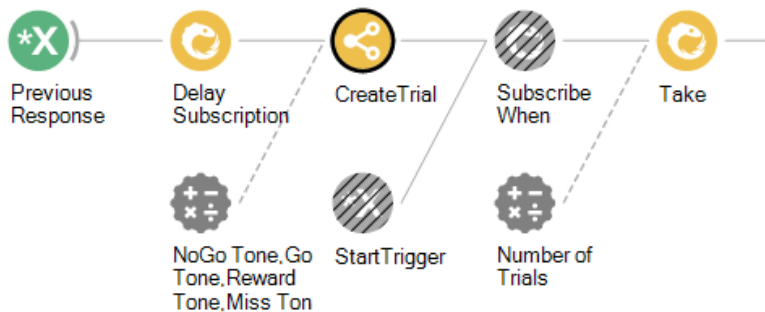 *X
Previous
Response
Delay
Subscription
CreateTrial
Subscribe
When
Take
NoGo Tone,Go
Tone,Reward
Tone,Miss Ton
StartTrigger
Number of
Trials